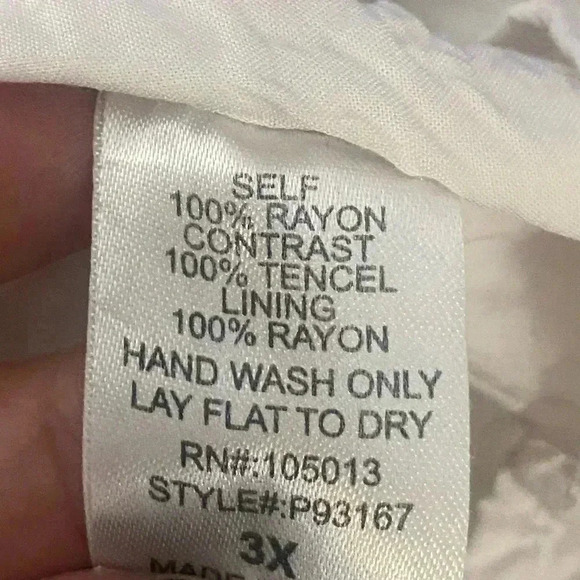 SELF
100% RAYON
CONTRAST
100% TENCEL
LINING
100% RAYON
HAND WASH ONLY
LAY FLAT TO DRY
RN#:105013
STYLE#:P93167
3X
MADE